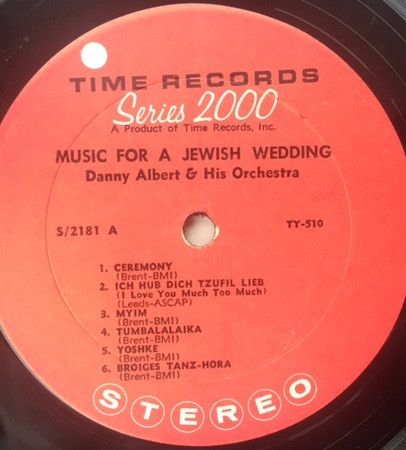 TIME RECORDS
Series 2000
A Product of Time Records, Inc.
MUSIC FOR A JEWISH WEDDING
Danny Albert & His Orchestra
S/2181 A
TY-510
1. CEREMONY
(Brent-BMI)
2. ICH HUB DICH TZUFIL LIEB
(I Love You Much Too Much)
(Leeds-ASCAP)
3. MYIM
(Brent-BMI)
4. TUMBALALAIKA
(Brent-BMI)
5. YOSHKE
(Brent-BMI)
6. BROIGES TANZ-HORA
(Brent-BMI)
STEREO